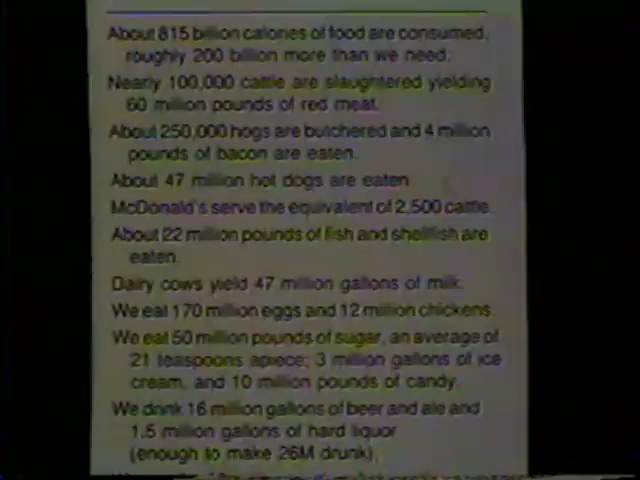 About 815 billion calories of food are consumed,
roughly 200 billion more than we need.
Nearly 100,000 cattle are slaughtered yielding
60 million pounds of red meat.
About 250,000 hogs are butchered and 4 million
pounds of bacon are eaten.
About 47 million hot dogs are eaten
McDonald's serve the equivalent of 2,500 cattle.
About 22 million pounds of fish and shellfish are
eaten.
Dairy cows yield 47 million gallons of milk.
We eat 170 million eggs and 12 million chickens.
We eat 50 million pounds of sugar, an average of
21 teaspoons apiece; 3 million gallons of ice
cream, and 10 million pounds of candy.
We drink 16 million gallons of beer and ale and
1.5 million gallons of hard liquor
(enough to make 26M drunk).